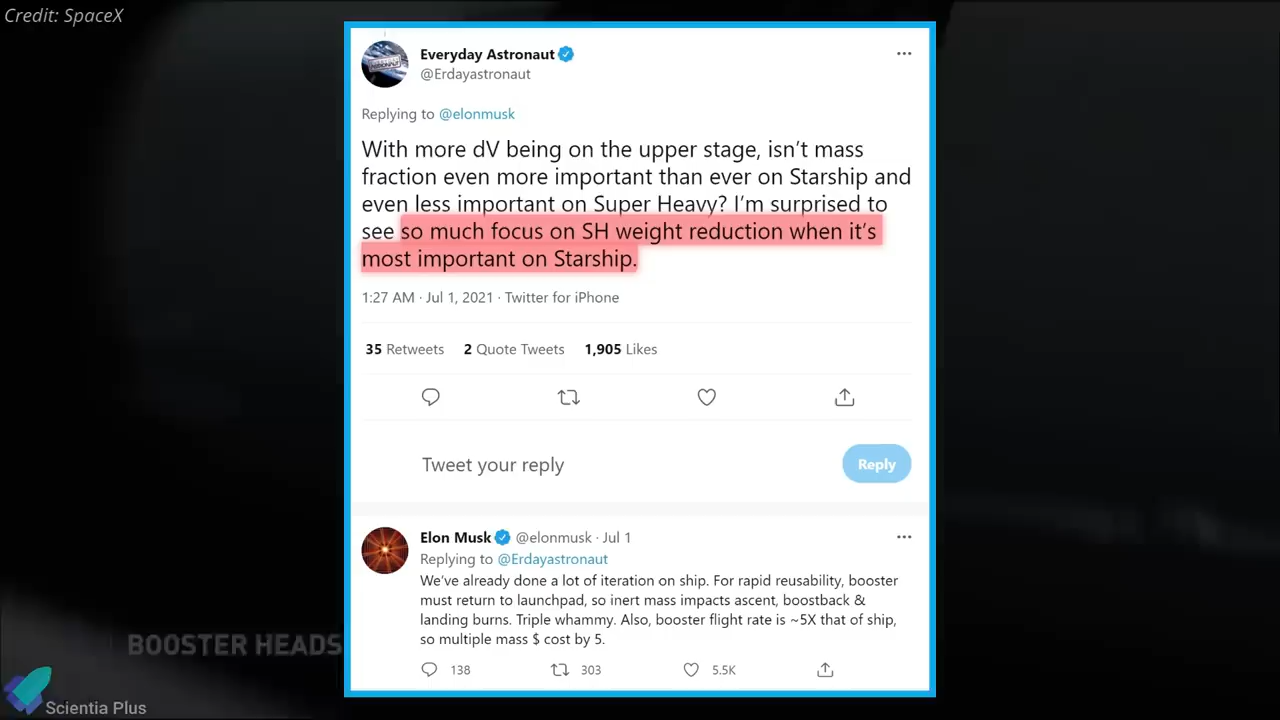 Credit: SpaceX
Everyday Astronaut
@Erdayastronaut
Replying to @elonmusk
With more dV being on the upper stage, isn’t mass
fraction even more important than ever on Starship and
even less important on Super Heavy? I’m surprised to
see so much focus on SH weight reduction when it’s
most important on Starship.
1:27 AM · Jul 1, 2021 · Twitter for iPhone
35 Retweets 2 Quote Tweets 1,905 Likes
Tweet your reply
Reply
Elon Musk @elonmusk · Jul 1
Replying to @Erdayastronaut
We’ve already done a lot of iteration on ship. For rapid reusability, booster
must return to launchpad, so inert mass impacts ascent, boostback &
landing burns. Triple whammy. Also, booster flight rate is ~5X that of ship,
so multiple mass $ cost by 5.
138 303 5.5K
BOOSTER HEADS
Scientia Plus